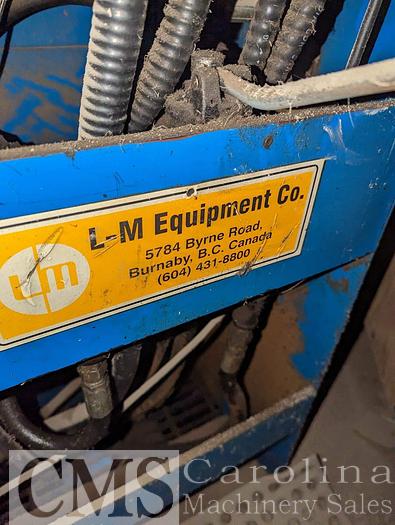 L-M Equipment Co.
5784 Byrne Road,
Burnaby, B.C. Canada
(604) 431-8800
lm
CMS Carolina
Machinery Sales